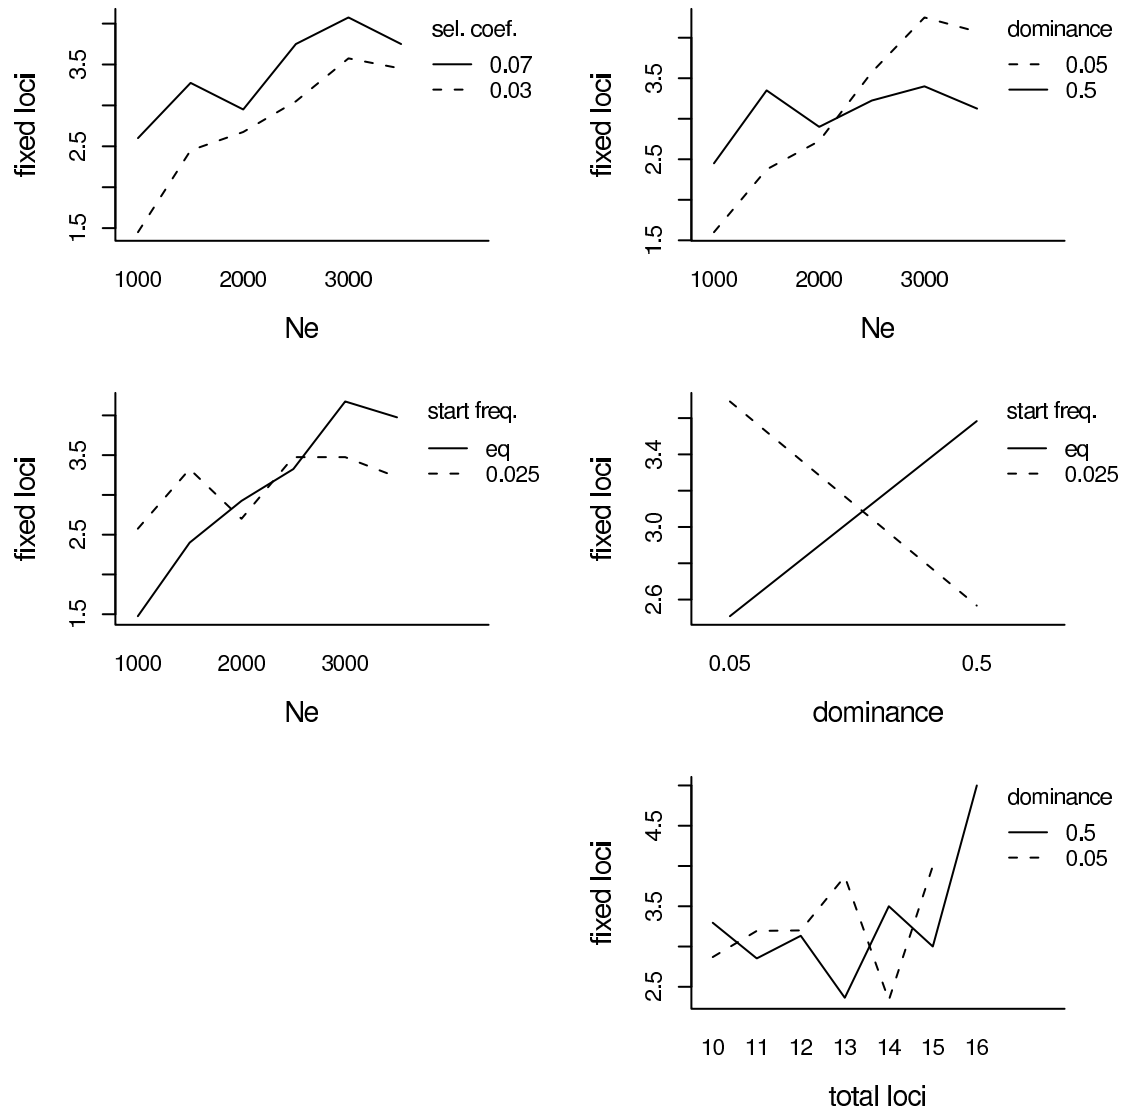 sel. coef.
0.07
0.03
fixed loci
1.5
2.5
3.5
1000
2000
3000
Ne
dominance
0.05
0.5
fixed loci
1.5
2.5
3.5
1000
2000
3000
Ne
start freq.
eq
0.025
fixed loci
1.5
2.5
3.5
1000
2000
3000
Ne
start freq.
eq
0.025
fixed loci
2.6
3.0
3.4
0.05
0.5
dominance
dominance
0.5
0.05
fixed loci
2.5
3.5
4.5
10
11
12
13
14
15
16
total loci